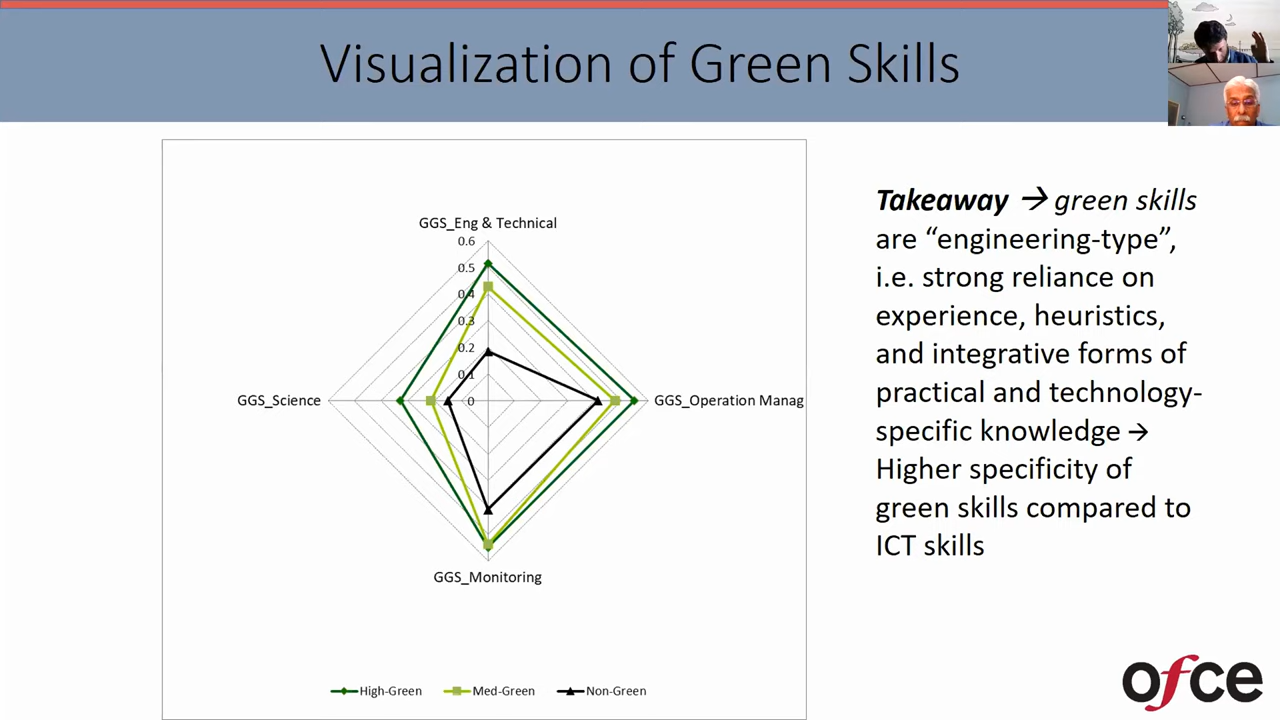 Visualization of Green Skills
GGS_Eng & Technical
0.6
0.5
0.4
0.3
0.2
0.1
0
GGS_Science
GGS_Operation Manag
GGS_Monitoring
High-Green
Med-Green
Non-Green
Takeaway → green skills
are “engineering-type”,
i.e. strong reliance on
experience, heuristics,
and integrative forms of
practical and technology-
specific knowledge →
Higher specificity of
green skills compared to
ICT skills
ofce